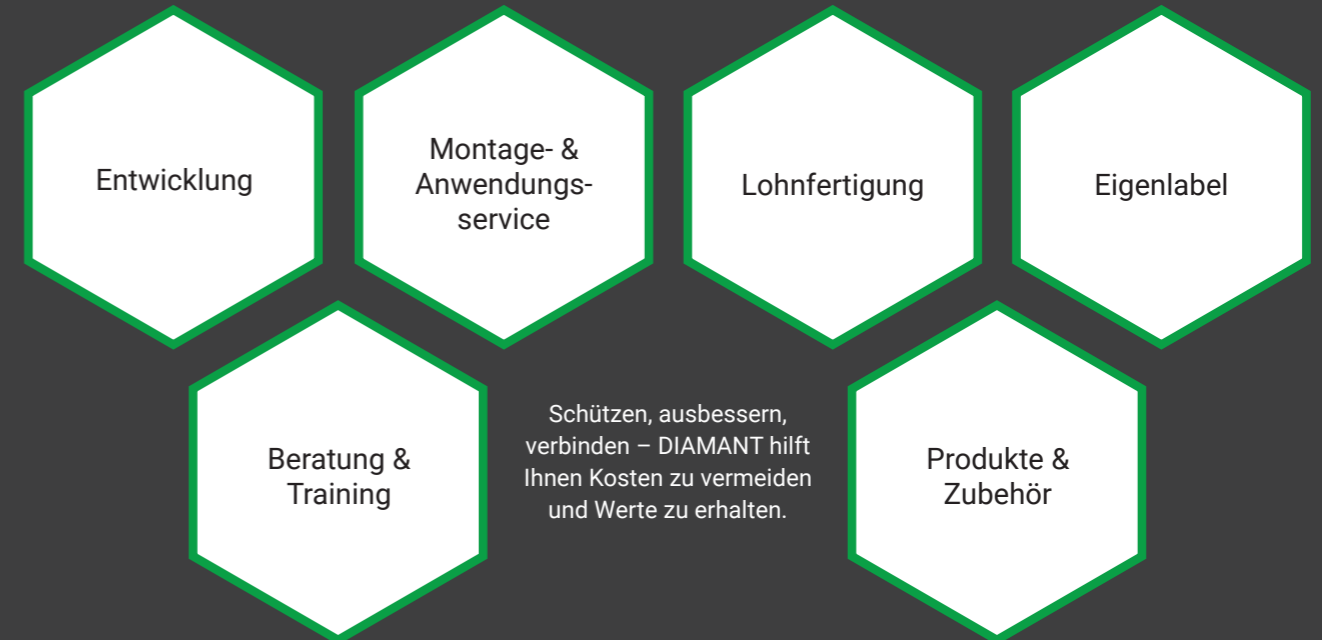 Entwicklung
Montage- &
Anwendungs-
service
Lohnfertigung
Eigenlabel
Beratung &
Training
Schützen, ausbessern,
verbinden – DIAMANT hilft
Ihnen Kosten zu vermeiden
und Werte zu erhalten.
Produkte &
Zubehör